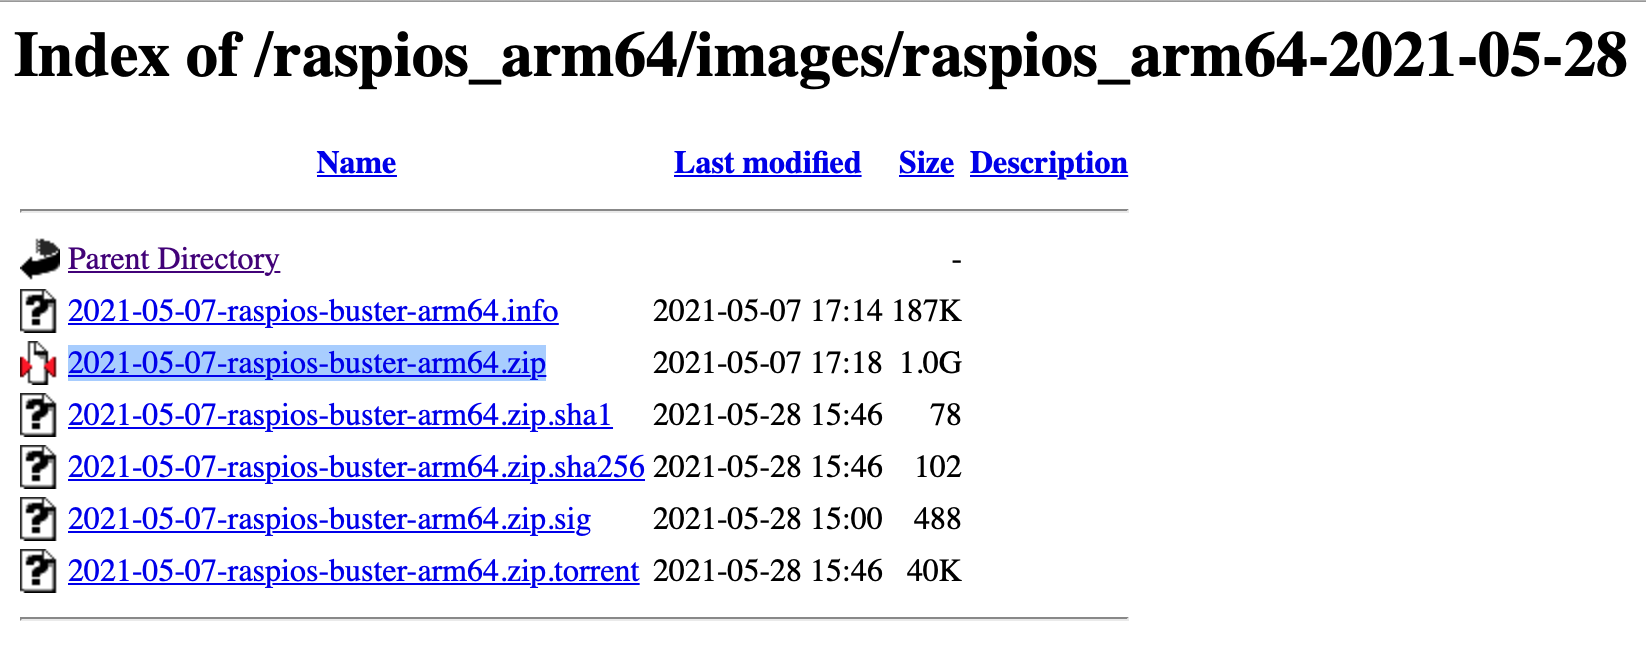 Index of /raspios_arm64/images/raspios_arm64-2021-05-28
Name Last modified Size Description
Parent Directory -
2021-05-07-raspios-buster-arm64.info 2021-05-07 17:14 187K
2021-05-07-raspios-buster-arm64.zip 2021-05-07 17:18 1.0G
2021-05-07-raspios-buster-arm64.zip.sha1 2021-05-28 15:46 78
2021-05-07-raspios-buster-arm64.zip.sha256 2021-05-28 15:46 102
2021-05-07-raspios-buster-arm64.zip.sig 2021-05-28 15:00 488
2021-05-07-raspios-buster-arm64.zip.torrent 2021-05-28 15:46 40K